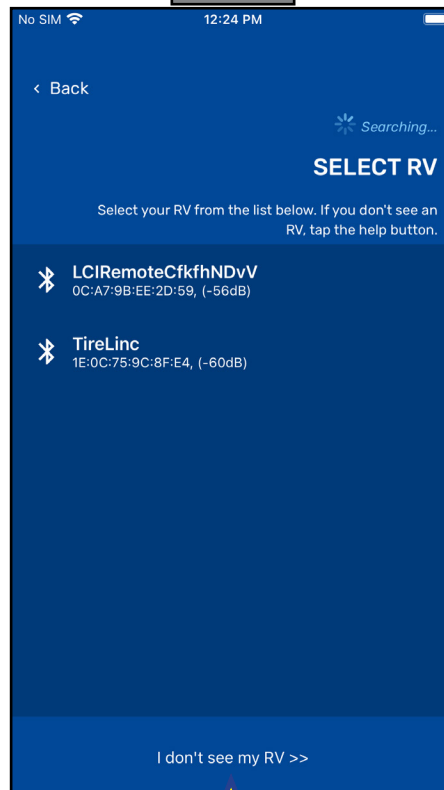 No SIM 12:24 PM
< Back
Searching...
SELECT RV
Select your RV from the list below. If you don't see an
RV, tap the help button.
LCIRemoteCfkfhNDvV
0C:A7:9B:EE:2D:59, (-56dB)
TireLinc
1E:0C:75:9C:8F:E4, (-60dB)
I don't see my RV >>